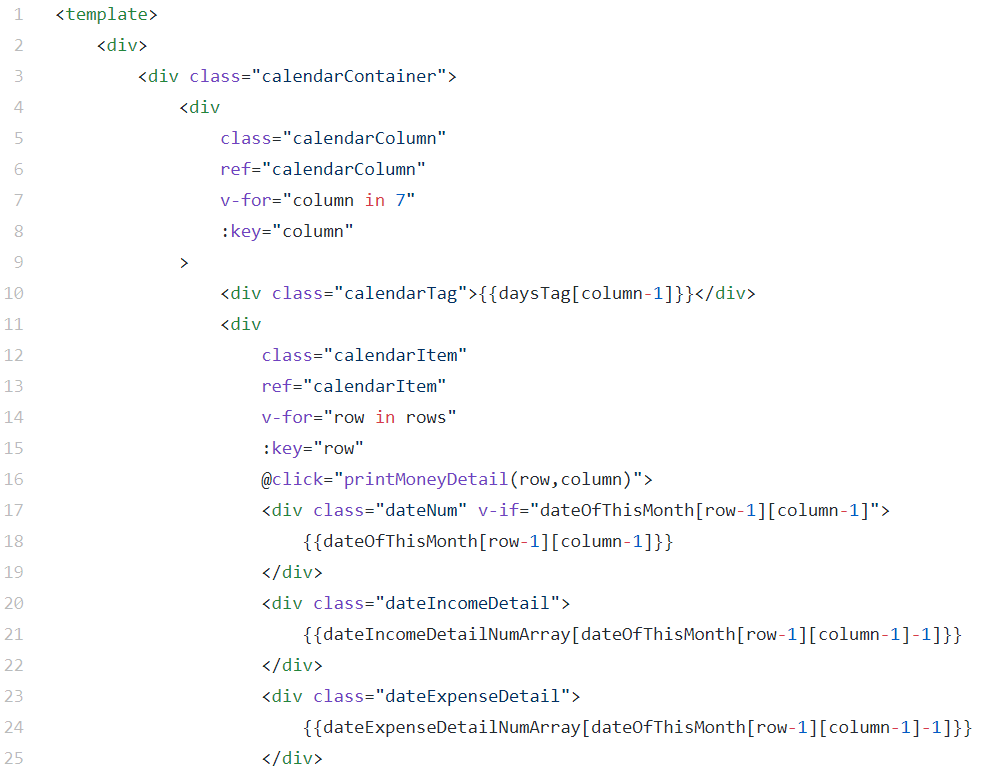 1 <template>
2 <div>
3 <div class="calendarContainer">
4 <div
5 class="calendarColumn"
6 ref="calendarColumn"
7 v-for="column in 7"
8 :key="column"
9 >
10 <div class="calendarTag">{{daysTag[column-1]}}</div>
11 <div
12 class="calendarItem"
13 ref="calendarItem"
14 v-for="row in rows"
15 :key="row"
16 @click="printMoneyDetail(row,column)">
17 <div class="dateNum" v-if="dateOfThisMonth[row-1][column-1]">
18 {{dateOfThisMonth[row-1][column-1]}}
19 </div>
20 <div class="dateIncomeDetail">
21 {{dateIncomeDetailNumArray[dateOfThisMonth[row-1][column-1]-1]}}
22 </div>
23 <div class="dateExpenseDetail">
24 {{dateExpenseDetailNumArray[dateOfThisMonth[row-1][column-1]-1]}}
25 </div>